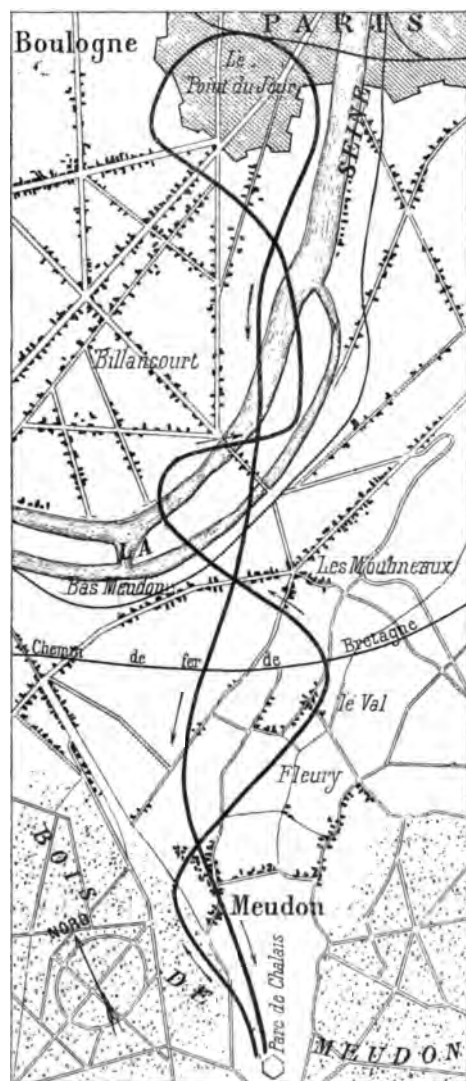 PARIS
Boulogne
Le
Point du Jour
SEINE
Billancourt
LA
Les Moulineaux
Bas Meudon
Chemin de fer de Bretagne
le Val
Fleury
BOIS
Meudon
NORD
DE
Parc de Chalais
MEUDON